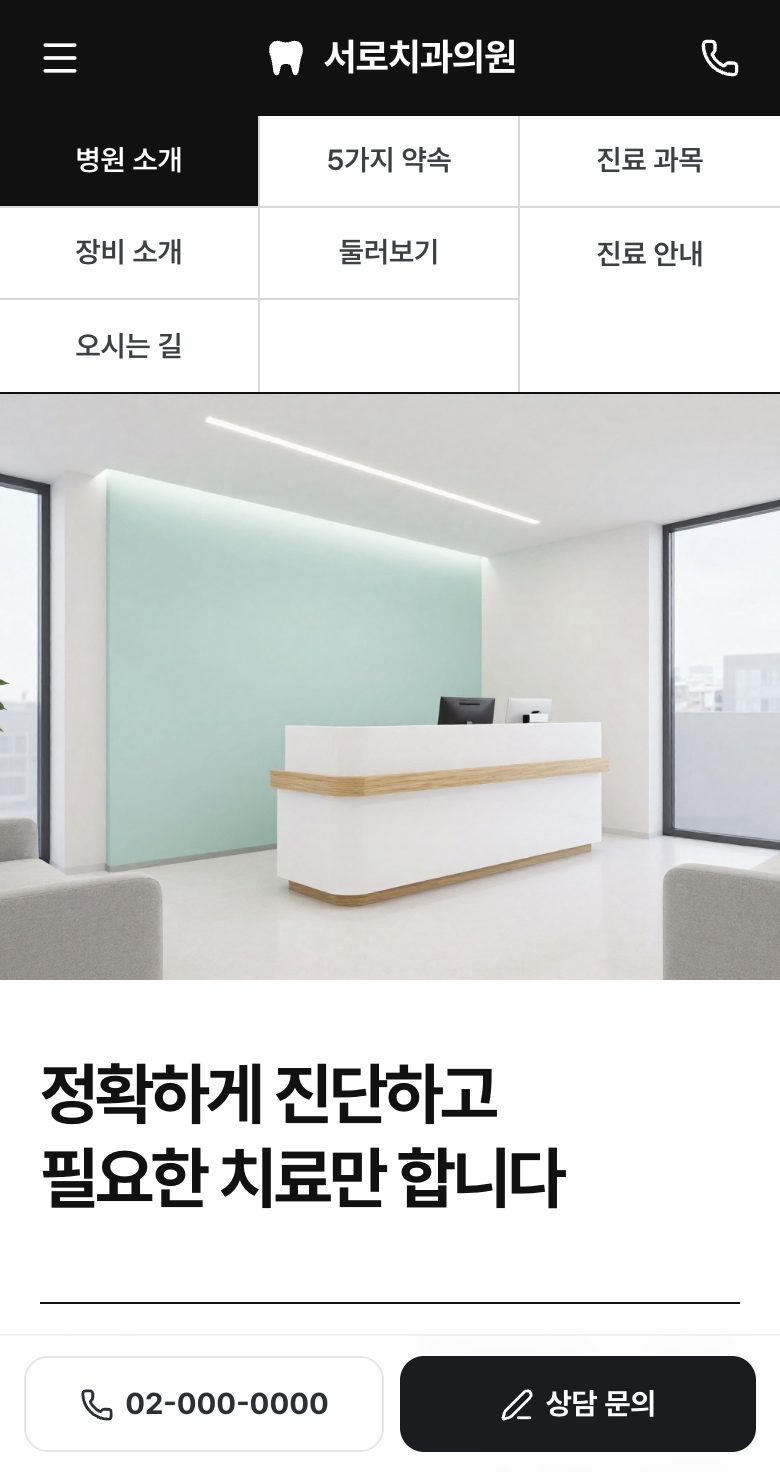 서로치과의원
병원 소개
5가지 약속
진료 과목
장비 소개
둘러보기
진료 안내
오시는 길
정확하게 진단하고
필요한 치료만 합니다
02-000-0000
상담 문의